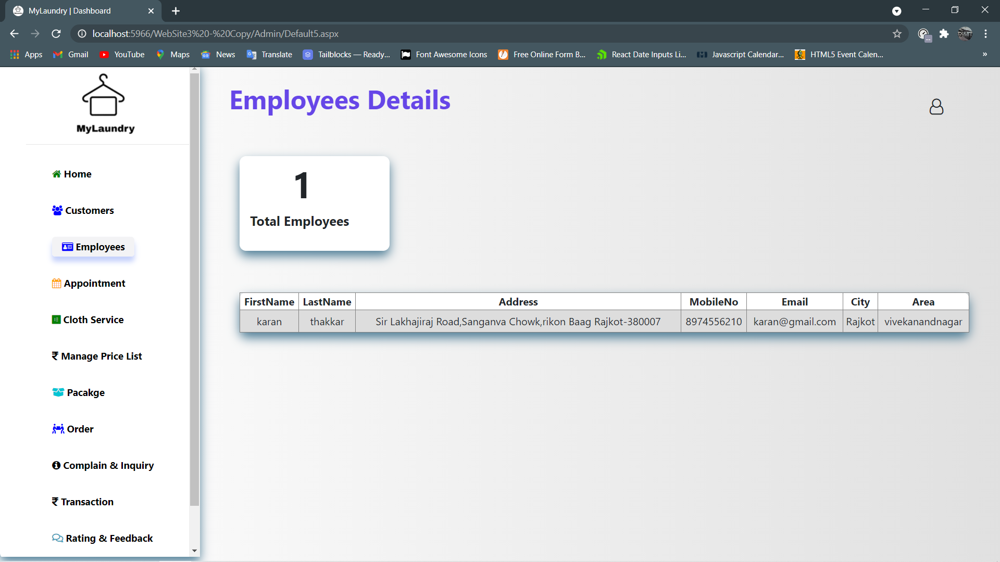 MyLaundry | Dashboard
localhost:5966/WebSite3%20-%20Copy/Admin/Default5.aspx
Apps Gmail YouTube Maps News Translate Tailblocks — Ready... Font Awesome Icons Free Online Form B... React Date Inputs Li... Javascript Calendar... HTML5 Event Calen... »
MyLaundry
Home
Customers
Employees
Appointment
Cloth Service
₹ Manage Price List
Pacakge
Order
Complain & Inquiry
₹ Transaction
Rating & Feedback
Employees Details
1
Total Employees
FirstName LastName Address MobileNo Email City Area
karan thakkar Sir Lakhajiraj Road,Sanganva Chowk,rikon Baag Rajkot-380007 8974556210 karan@gmail.com Rajkot vivekanandnagar